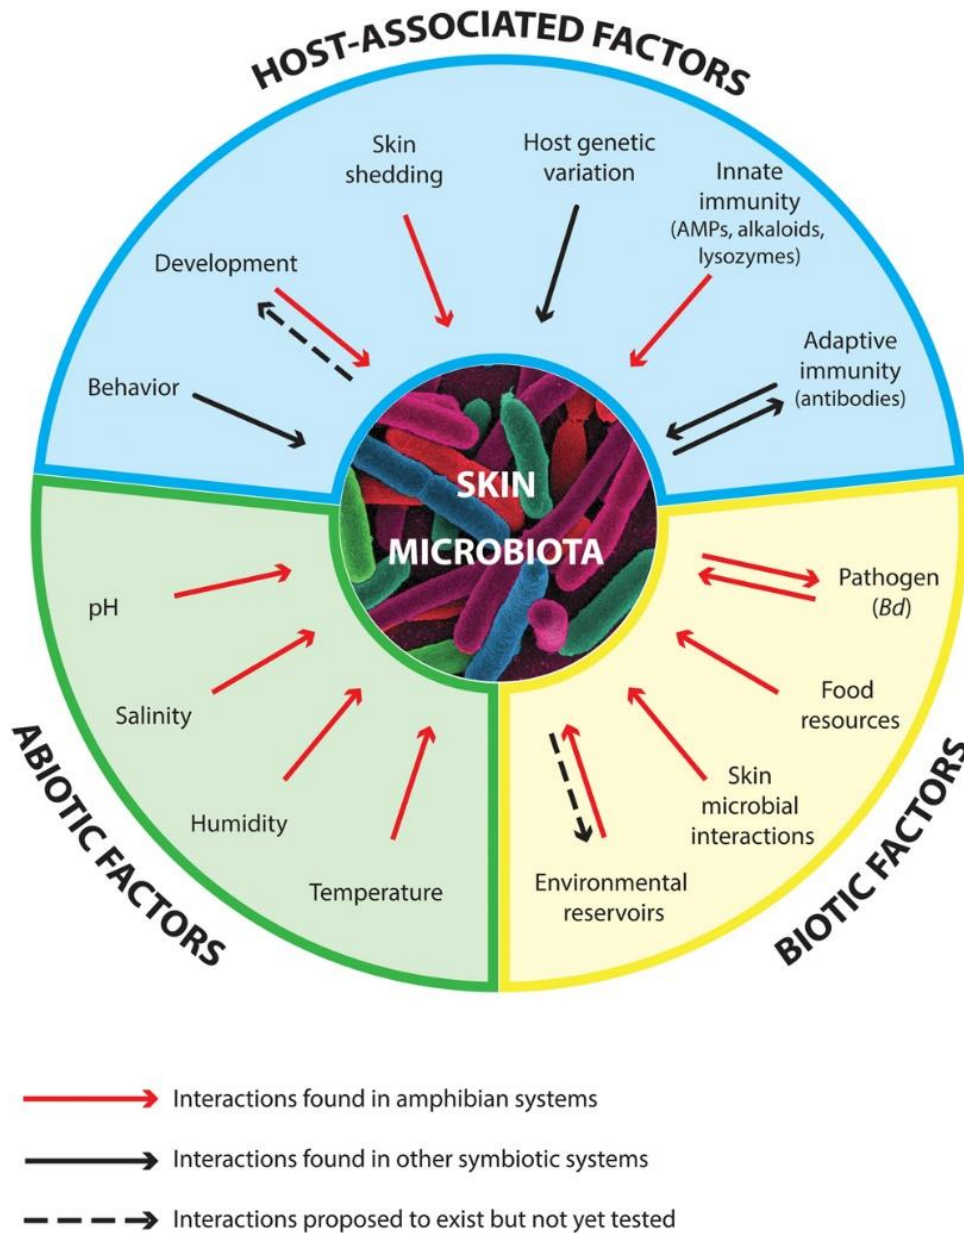 HOST-ASSOCIATED FACTORS
Skin
shedding
Host genetic
variation
Innate
immunity
(AMPs, alkaloids,
lysozymes)
Development
Adaptive
immunity
(antibodies)
Behavior
SKIN
MICROBIOTA
pH
Pathogen
(Bd)
Salinity
Food
resources
Humidity
Skin
microbial
interactions
Temperature
Environmental
reservoirs
ABIOTIC FACTORS
BIOTIC FACTORS
Interactions found in amphibian systems
Interactions found in other symbiotic systems
Interactions proposed to exist but not yet tested